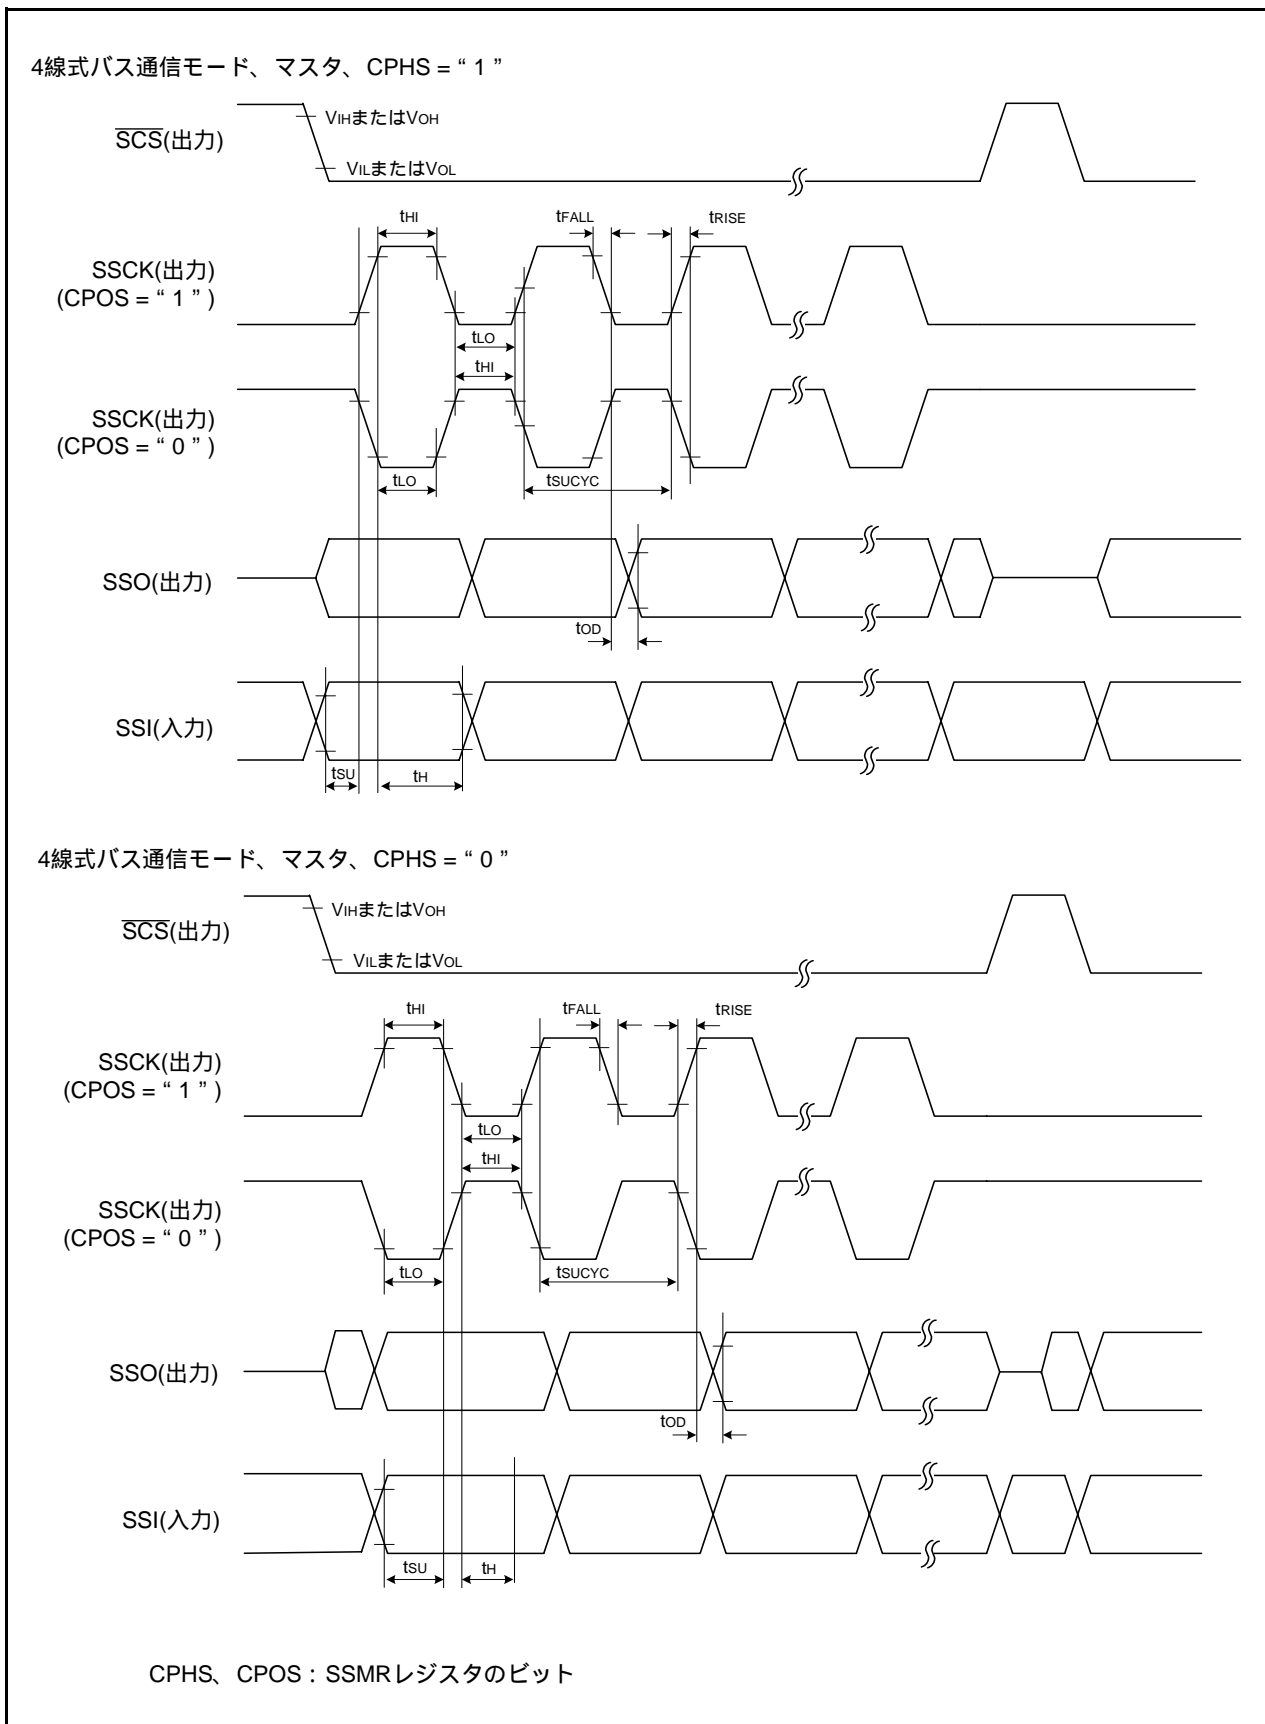 4線式バス通信モード、マスタ、CPHS = “ 1 ”
VIHまたはVOH
SCS(出力)
VILまたはVOL
tHI
tFALL
tRISE
SSCK(出力)
(CPOS = “ 1 ” )
tLO
tHI
SSCK(出力)
(CPOS = “ 0 ” )
tLO
tSUCYC
SSO(出力)
tOD
SSI(入力)
tSU
tH
4線式バス通信モード、マスタ、CPHS = “ 0 ”
VIHまたはVOH
SCS(出力)
VILまたはVOL
tHI
tFALL
tRISE
SSCK(出力)
(CPOS = “ 1 ” )
tLO
tHI
SSCK(出力)
(CPOS = “ 0 ” )
tLO
tSUCYC
SSO(出力)
tOD
SSI(入力)
tSU
tH
CPHS、CPOS：SSMRレジスタのビット